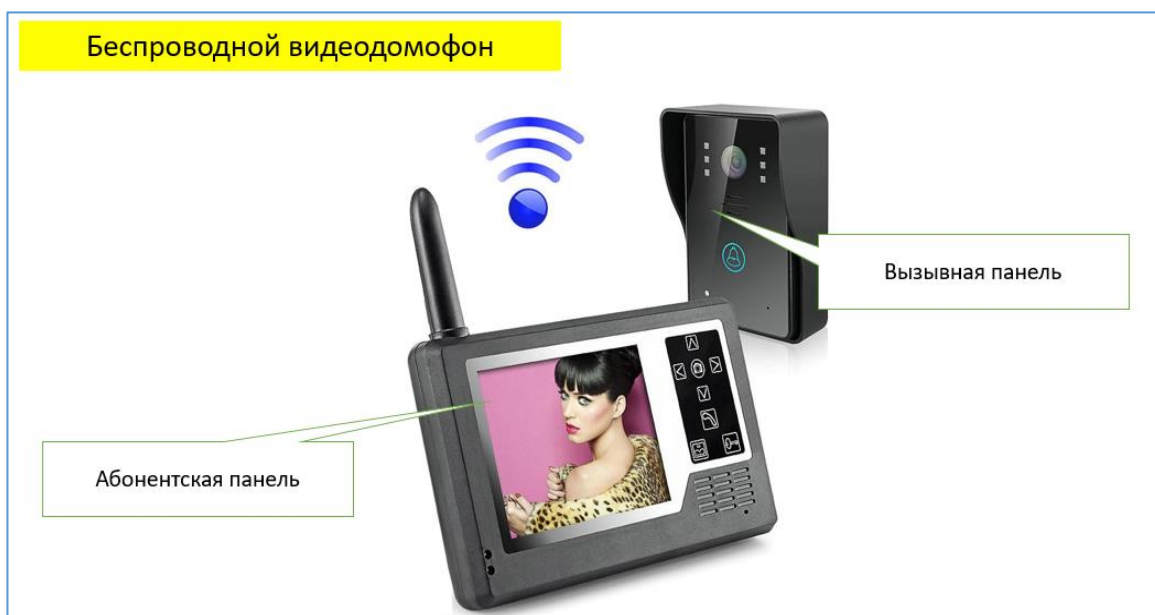 Беспроводной видеодомофон
Вызывная панель
Абонентская панель